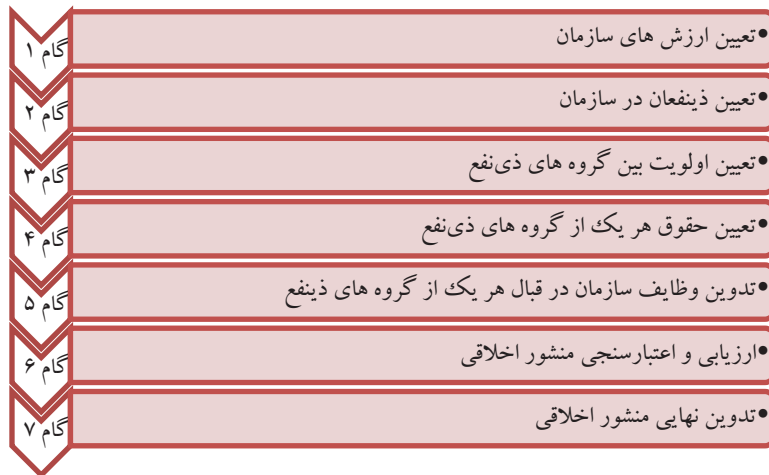 گام ۱
•تعیین ارزش های سازمان
گام ۲
•تعیین ذینفعان در سازمان
گام ۳
•تعیین اولویت بین گروه های ذی‌نفع
گام ۴
•تعیین حقوق هر یک از گروه های ذی‌نفع
گام ۵
•تدوین وظایف سازمان در قبال هر یک از گروه های ذینفع
گام ۶
•ارزیابی و اعتبارسنجی منشور اخلاقی
گام ۷
•تدوین نهایی منشور اخلاقی